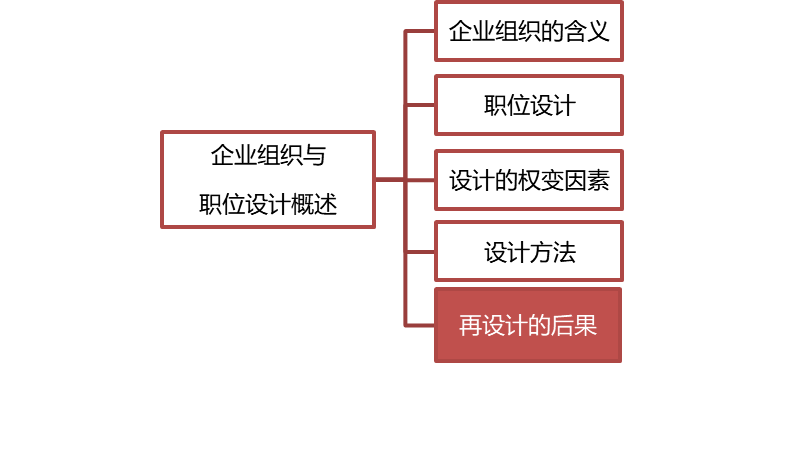 企业组织的含义
职位设计
企业组织与
职位设计概述
设计的权变因素
设计方法
再设计的后果